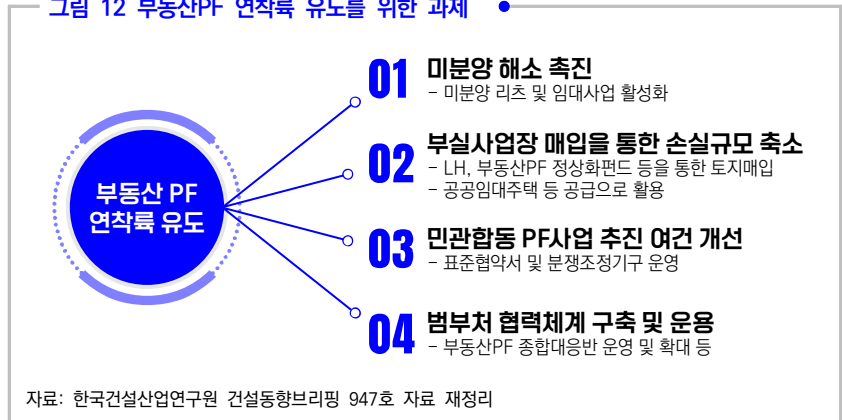 그림 12 부동산PF 연착륙 유도를 위한 과제
부동산 PF
연착륙 유도
01
미분양 해소 촉진
- 미분양 리츠 및 임대사업 활성화
02
부실사업장 매입을 통한 손실규모 축소
- LH, 부동산PF 정상화펀드 등을 통한 토지매입
- 공공임대주택 등 공급으로 활용
03
민관합동 PF사업 추진 여건 개선
- 표준협약서 및 분쟁조정기구 운영
04
범부처 협력체계 구축 및 운용
- 부동산PF 종합대응반 운영 및 확대 등
자료: 한국건설산업연구원 건설동향브리핑 947호 자료 재정리